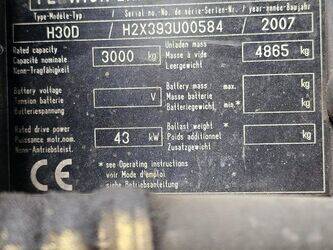 Type-Modèle-Typ Serial no.-No. de série-Serien-Nr. / year-année-Baujahr
H30D / H2X393U00584 / 2007
Rated capacity Unladen mass
Capacité nominale 3000 kg Masse à vide 4865 kg
Nenn-Tragfähigkeit Leergewicht
Battery voltage Battery mass max. kg
Tension batterie V Masse batterie
Batteriespannung Batteriegewicht, * min. kg
Rated drive power Ballast weight *
Puissance motr.nom. 43 kW Poids additionnel kg
Nenn-Antriebsleist. Zusatzgewicht
CE
* see Operating instructions
voir Mode d'emploi
siehe Betriebsanleitung